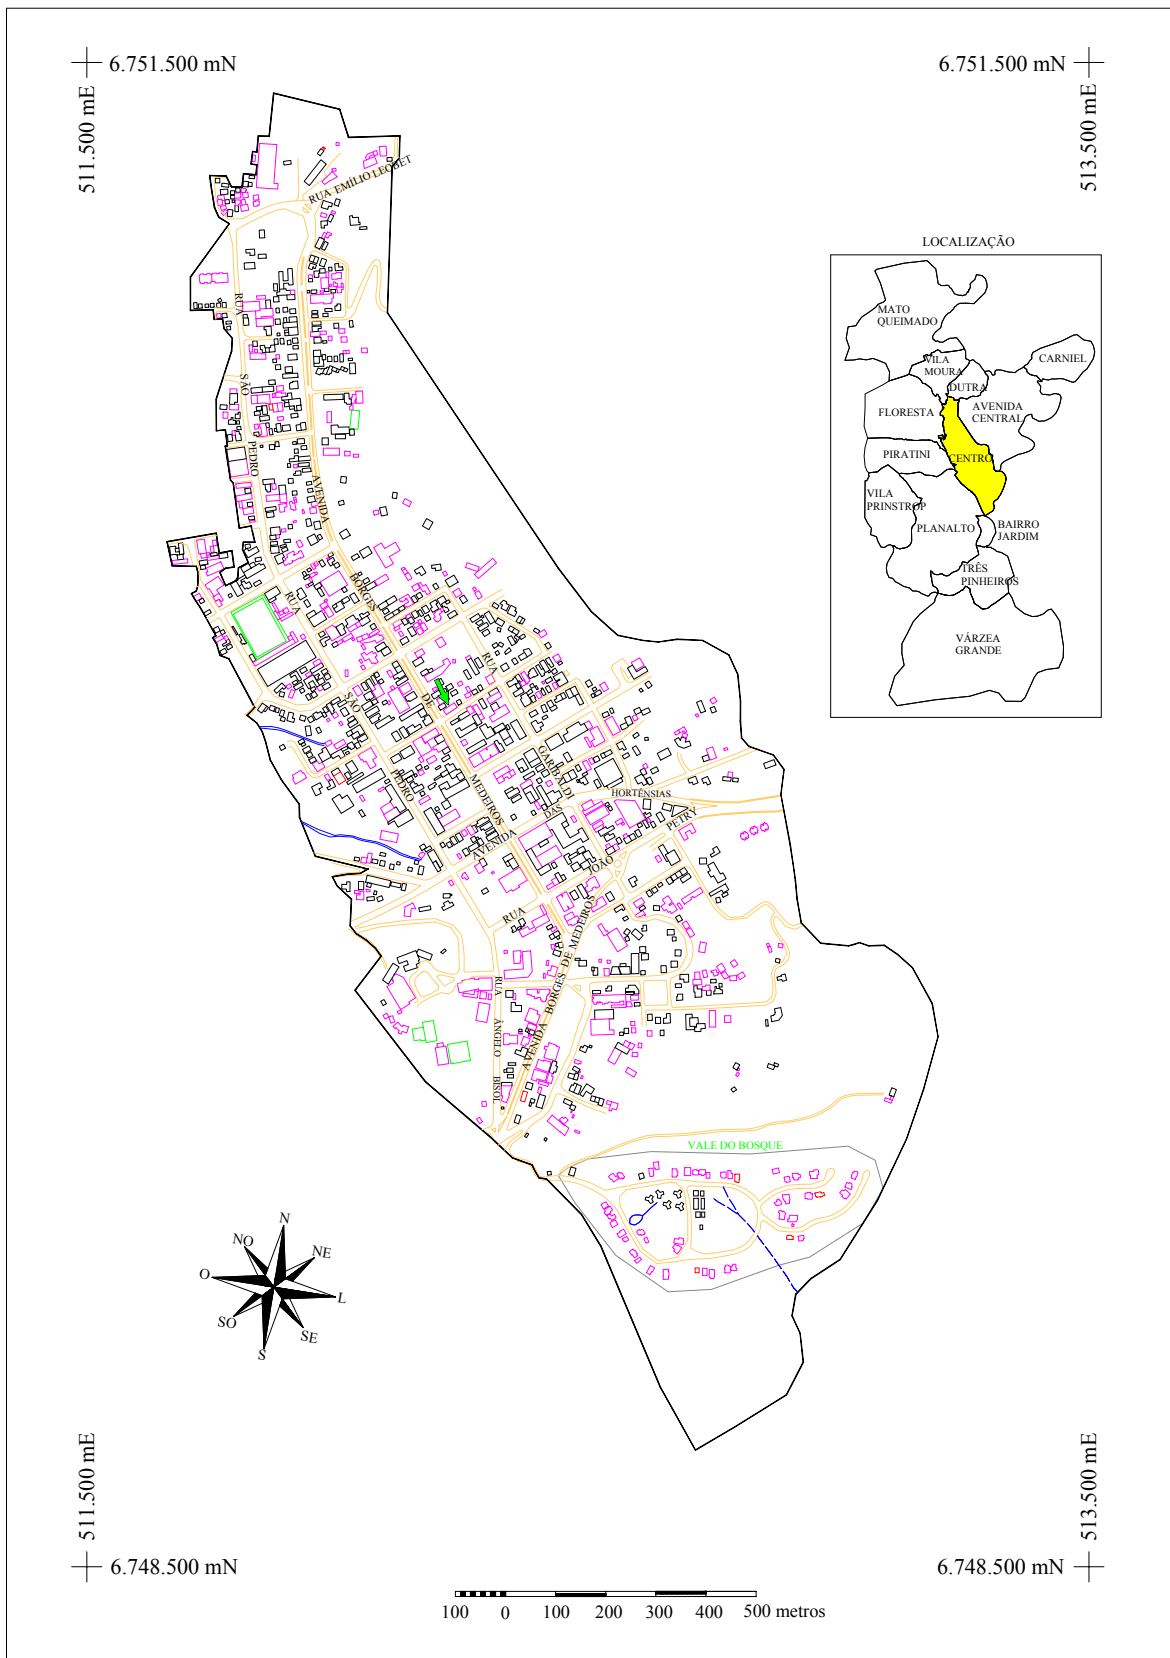 6.751.500 mN
6.751.500 mN
511.500 mE
513.500 mE
RUA EMÍLIO LEOBET
LOCALIZAÇÃO
MATO
QUEIMADO
VILA
MOURA
CARNIEL
DUTRA
FLORESTA
AVENIDA
CENTRAL
PIRATINI
CENTRO
VILA
PRINSTROP
PLANALTO
BAIRRO
JARDIM
TRÊS
PINHEIROS
VÁRZEA
GRANDE
RUA
SÃO
PEDRO
AVENIDA
BORGES
DE
MEDEIROS
RUA
SÃO
PEDRO
RUA
GARIBALDI
AVENIDA
DAS
HORTÊNSIAS
RUA
JOÃO
PETRY
AVENIDA BORGES DE MEDEIROS
RUA
ÂNGELO
BISOL
VALE DO BOSQUE
N
NO
NE
O
L
SO
SE
S
511.500 mE
513.500 mE
6.748.500 mN
6.748.500 mN
100 0 100 200 300 400 500 metros